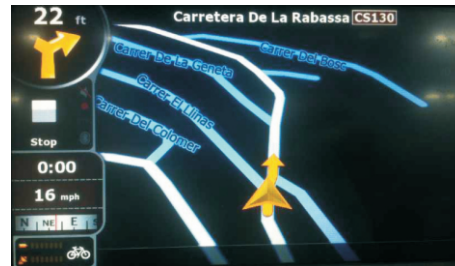 22 ft
Carretera De La Rabassa CS130
Carrer De La Geneta
Carrer Del Bosc
Carrer El Llinas
Carrer Del Colomer
Stop
0:00
16 mph
N NE E